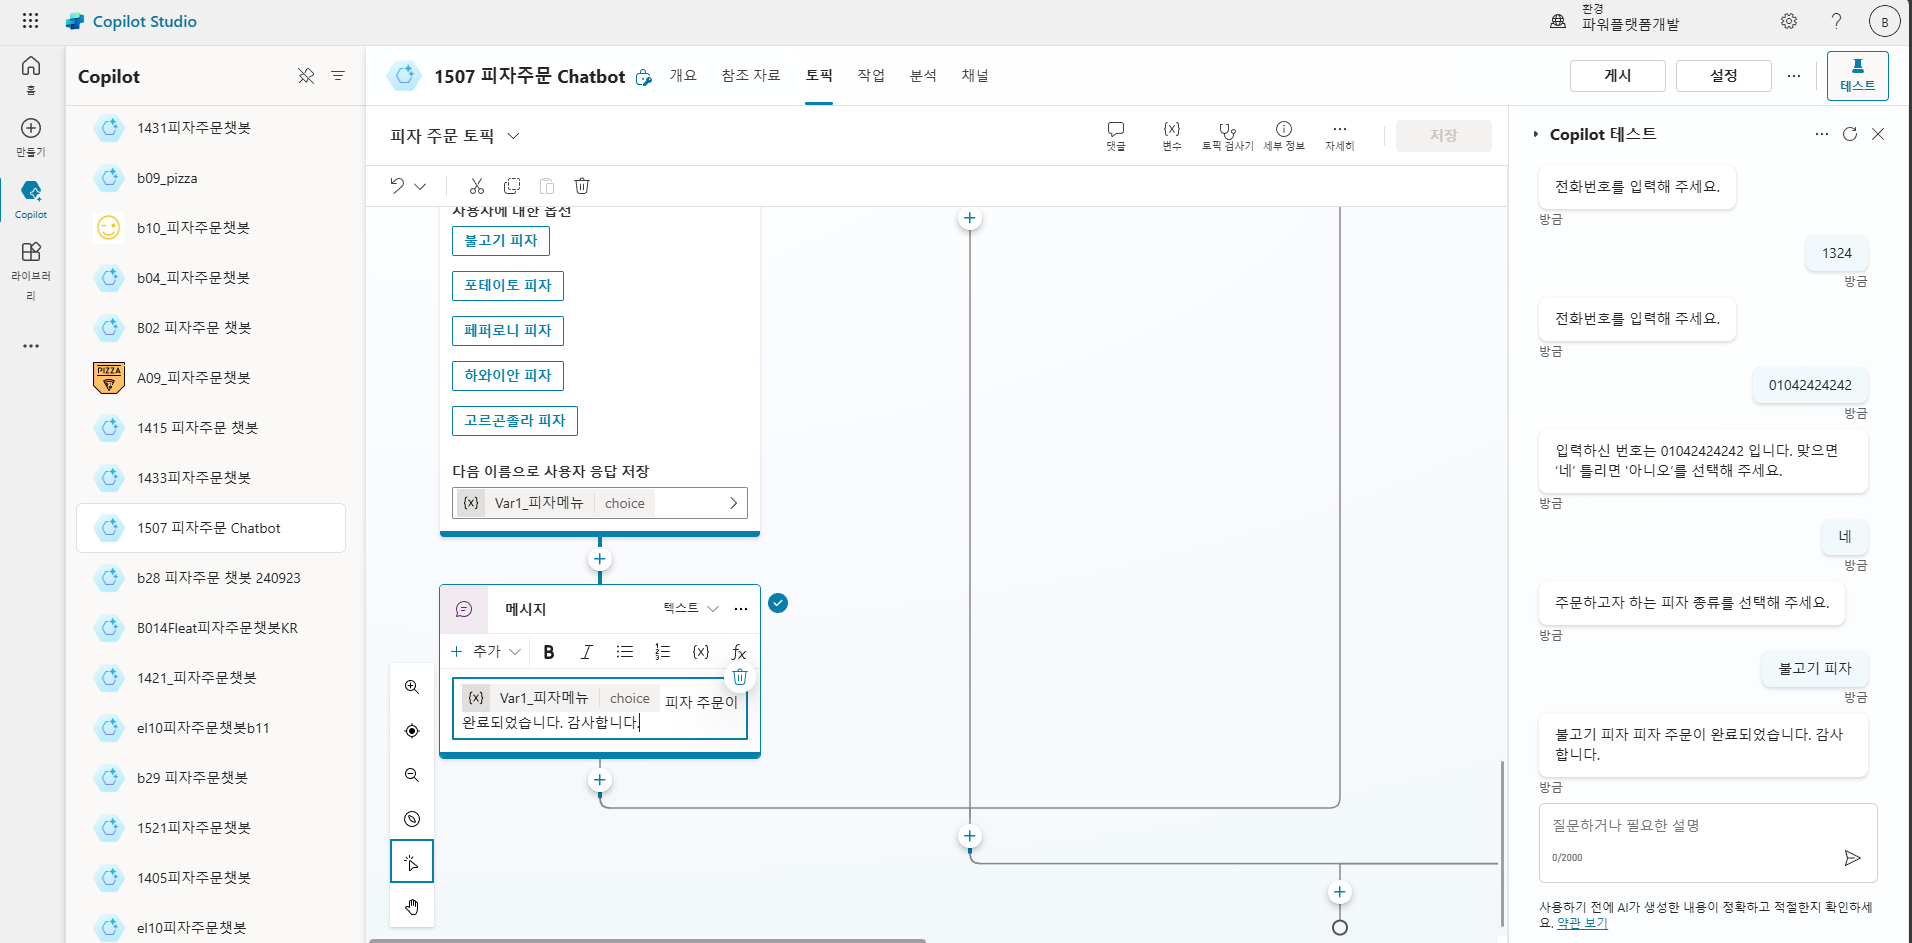 Copilot Studio
환경
파워플랫폼개발
B
홈
만들기
Copilot
라이브러
리
Copilot
1431피자주문챗봇
b09_pizza
b10_피자주문챗봇
b04_피자주문챗봇
B02 피자주문 챗봇
PIZZA
A09_피자주문챗봇
1415 피자주문 챗봇
1433피자주문챗봇
1507 피자주문 Chatbot
b28 피자주문 챗봇 240923
B014Fleat피자주문챗봇KR
1421_피자주문챗봇
el10피자주문챗봇b11
b29 피자주문챗봇
1521피자주문챗봇
1405피자주문챗봇
el10피자주문챗봇
1507 피자주문 Chatbot
개요
참조 자료
토픽
작업
분석
채널
게시
설정
테스트
피자 주문 토픽
댓글
{x}
변수
토픽 검사기
세부 정보
자세히
저장
사용자에 대한 옵션
불고기 피자
포테이토 피자
페퍼로니 피자
하와이안 피자
고르곤졸라 피자
다음 이름으로 사용자 응답 저장
{x} Var1_피자메뉴 choice
메시지
텍스트
+ 추가 B I {x} fx
{x} Var1_피자메뉴 choice 피자 주문이
완료되었습니다. 감사합니다.
Copilot 테스트
전화번호를 입력해 주세요.
방금
1324
방금
전화번호를 입력해 주세요.
방금
01042424242
방금
입력하신 번호는 01042424242 입니다. 맞으면
'네' 틀리면 '아니오'를 선택해 주세요.
방금
네
방금
주문하고자 하는 피자 종류를 선택해 주세요.
방금
불고기 피자
방금
불고기 피자 피자 주문이 완료되었습니다. 감사
합니다.
방금
질문하거나 필요한 설명
0/2000
사용하기 전에 AI가 생성한 내용이 정확하고 적절한지 확인하세
요. 약관 보기